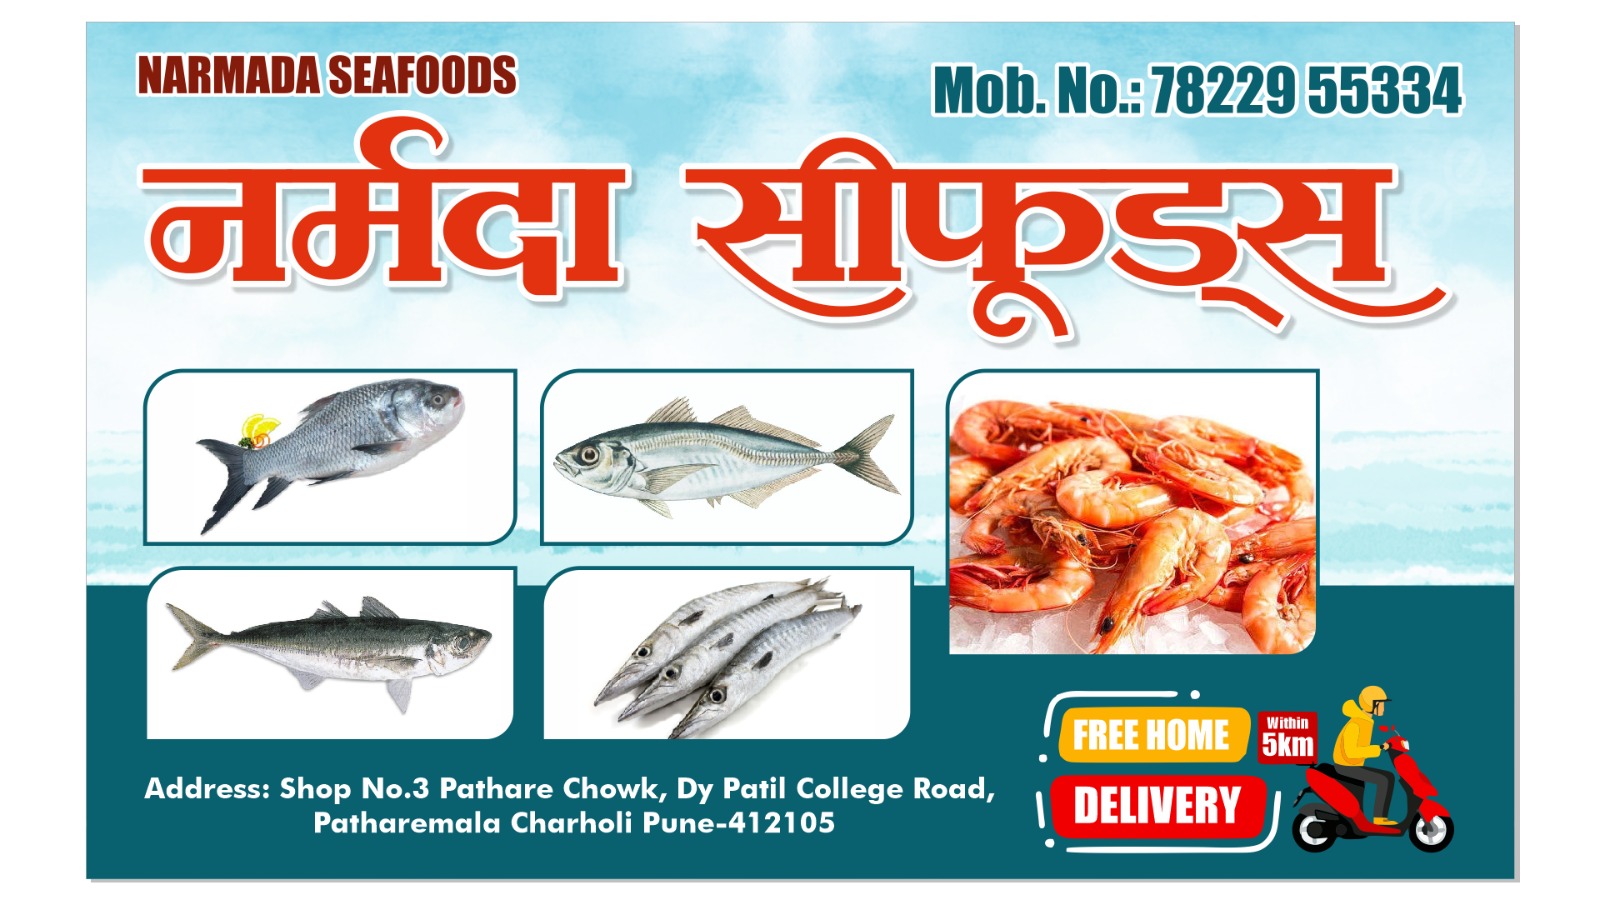 NARMADA SEAFOODS
Mob. No.: 78229 55334
नर्मदा सीफूड्स
FREE HOME
Within
5km
DELIVERY
Address: Shop No.3 Pathare Chowk, Dy Patil College Road,
Patharemala Charholi Pune-412105